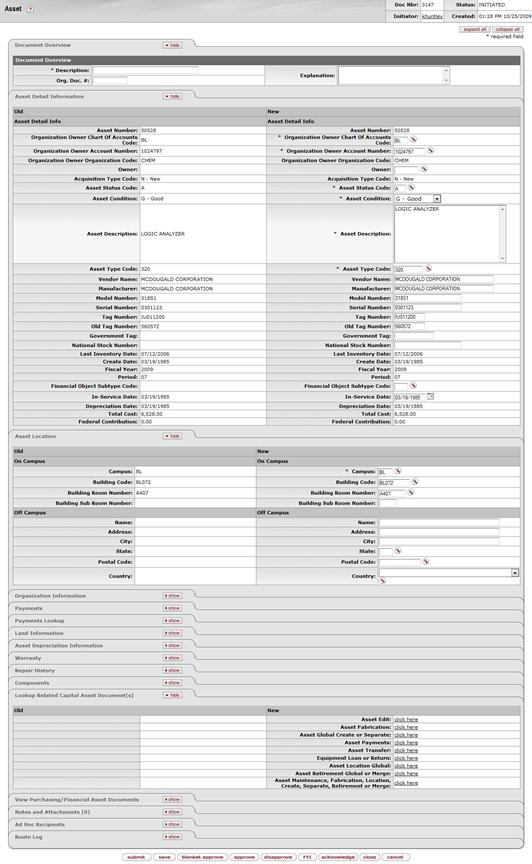 Asset ?
Doc Nbr: 3147 Status: INITIATED
Initiator: khuntley Created: 01:28 PM 10/25/2009
expand all collapse all
* required field
Document Overview hide
Document Overview
* Description: Explanation:
Org. Doc. #:
Asset Detail Information hide
Old New
Asset Detail Info Asset Detail Info
Asset Number: 50528 Asset Number: 50528
Organization Owner Chart Of Accounts Code: BL * Organization Owner Chart Of Accounts Code: BL
Organization Owner Account Number: 1024797 * Organization Owner Account Number: 1024797
Organization Owner Organization Code: CHEM Organization Owner Organization Code: CHEM
Owner: Owner:
Acquisition Type Code: N - New Acquisition Type Code: N - New
Asset Status Code: A * Asset Status Code: A
Asset Condition: G - Good * Asset Condition: G - Good
Asset Description: LOGIC ANALYZER * Asset Description: LOGIC ANALYZER
Asset Type Code: 320 * Asset Type Code: 320
Vendor Name: MCDOUGALD CORPORATION Vendor Name: MCDOUGALD CORPORATION
Manufacturer: MCDOUGALD CORPORATION * Manufacturer: MCDOUGALD CORPORATION
Model Number: 318S1 Model Number: 318S1
Serial Number: 0301123 Serial Number: 0301123
Tag Number: IU011200 Tag Number: IU011200
Old Tag Number: 560572 Old Tag Number: 560572
Government Tag: Government Tag:
National Stock Number: National Stock Number:
Last Inventory Date: 07/12/2006 Last Inventory Date: 07/12/2006
Create Date: 03/19/1985 Create Date: 03/19/1985
Fiscal Year: 2009 Fiscal Year: 2009
Period: 07 Period: 07
Financial Object Subtype Code: Financial Object Subtype Code:
In-Service Date: 03/19/1985 In-Service Date: 03/19/1985
Depreciation Date: 03/19/1985 Depreciation Date: 03/19/1985
Total Cost: 6,528.00 Total Cost: 6,528.00
Federal Contribution: 0.00 Federal Contribution: 0.00
Asset Location hide
Old New
On Campus On Campus
Campus: BL * Campus: BL
Building Code: BL072 Building Code: BL072
Building Room Number: A407 Building Room Number: A407
Building Sub Room Number: Building Sub Room Number:
Off Campus Off Campus
Name: Name:
Address: Address:
City: City:
State: State:
Postal Code: Postal Code:
Country: Country:
Organization Information show
Payments show
Payments Lookup show
Land Information show
Asset Depreciation Information show
Warranty show
Repair History show
Components show
Lookup Related Capital Asset Document(s) hide
Old New
Asset Edit: click here
Asset Fabrication: click here
Asset Global Create or Separate: click here
Asset Payments: click here
Asset Transfer: click here
Equipment Loan or Return: click here
Asset Location Global: click here
Asset Retirement Global or Merge: click here
Asset Maintenance, Fabrication, Location, Create, Separate, Retirement or Merge: click here
View Purchasing/Financial Asset Documents show
Notes and Attachments (0) show
Ad Hoc Recipients show
Route Log show
submit save blanket approve approve disapprove FYI acknowledge close cancel